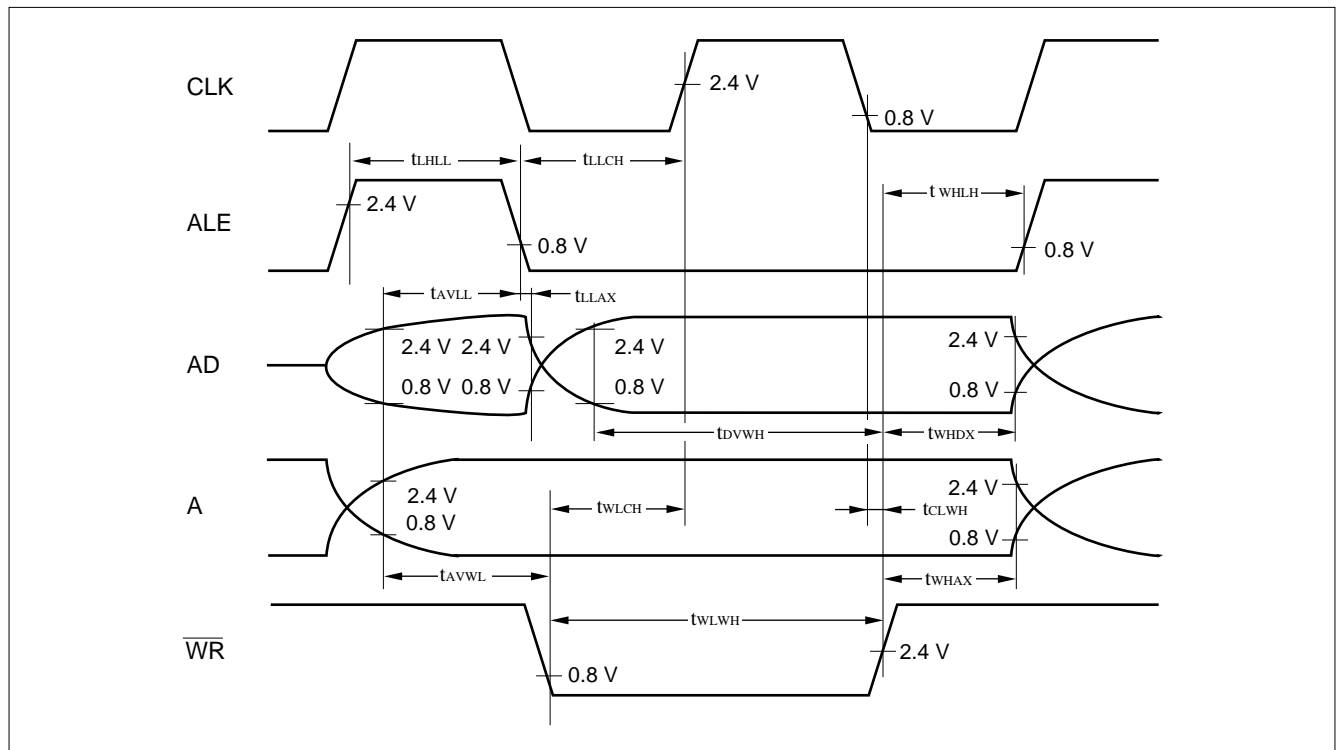 CLK
2.4 V
0.8 V
tLHLL
tLLCH
tWHLH
ALE
2.4 V
0.8 V
0.8 V
tAVLL
tLLAX
AD
2.4 V 2.4 V 2.4 V 2.4 V
0.8 V 0.8 V 0.8 V 0.8 V
tDVWH
tWHDX
A
2.4 V
0.8 V
tWLCH
tCLWH
2.4 V
0.8 V
tAVWL
tWHAX
tWLWH
W̅R̅
0.8 V
2.4 V